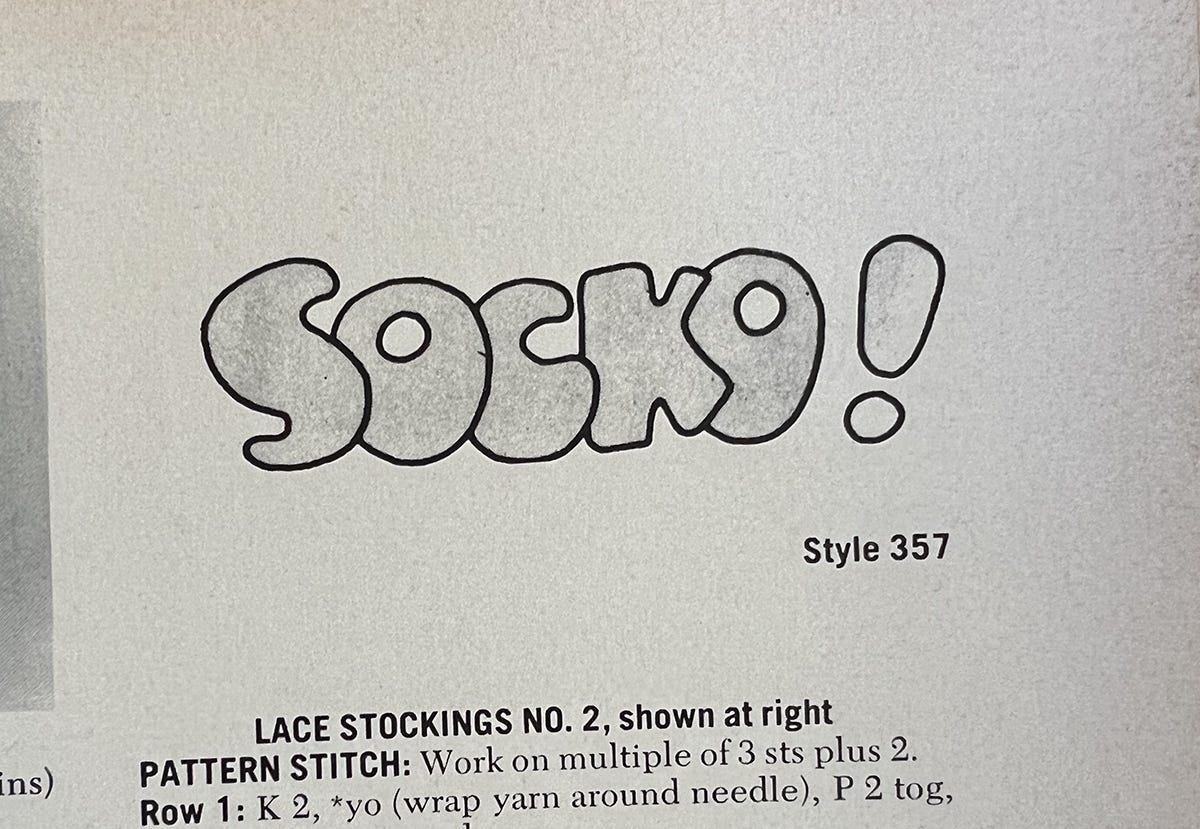 SOCKO!
Style 357
LACE STOCKINGS NO. 2, shown at right
PATTERN STITCH: Work on multiple of 3 sts plus 2.
ins)
Row 1: K 2, *yo (wrap yarn around needle), P 2 tog,